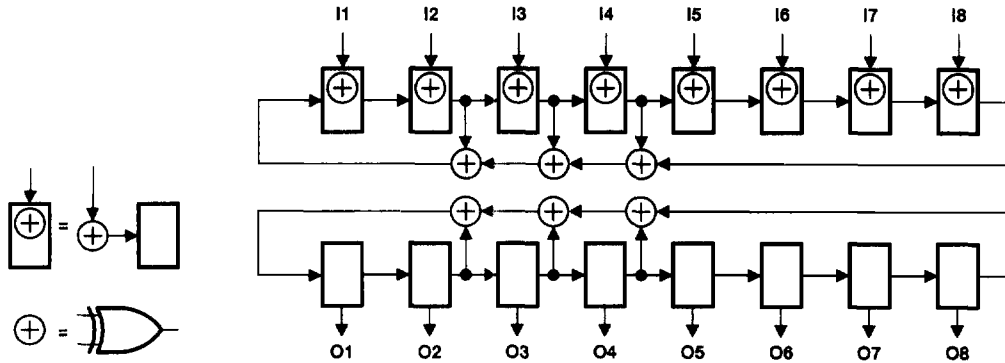 I1 I2 I3 I4 I5 I6 I7 I8
=
=
O1 O2 O3 O4 O5 O6 O7 O8